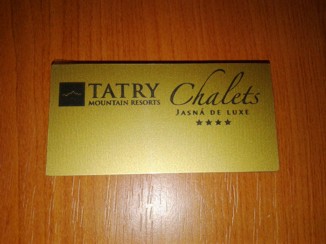 TATRY
MOUNTAIN RESORTS
Chalets
JASNÁ DE LUXE